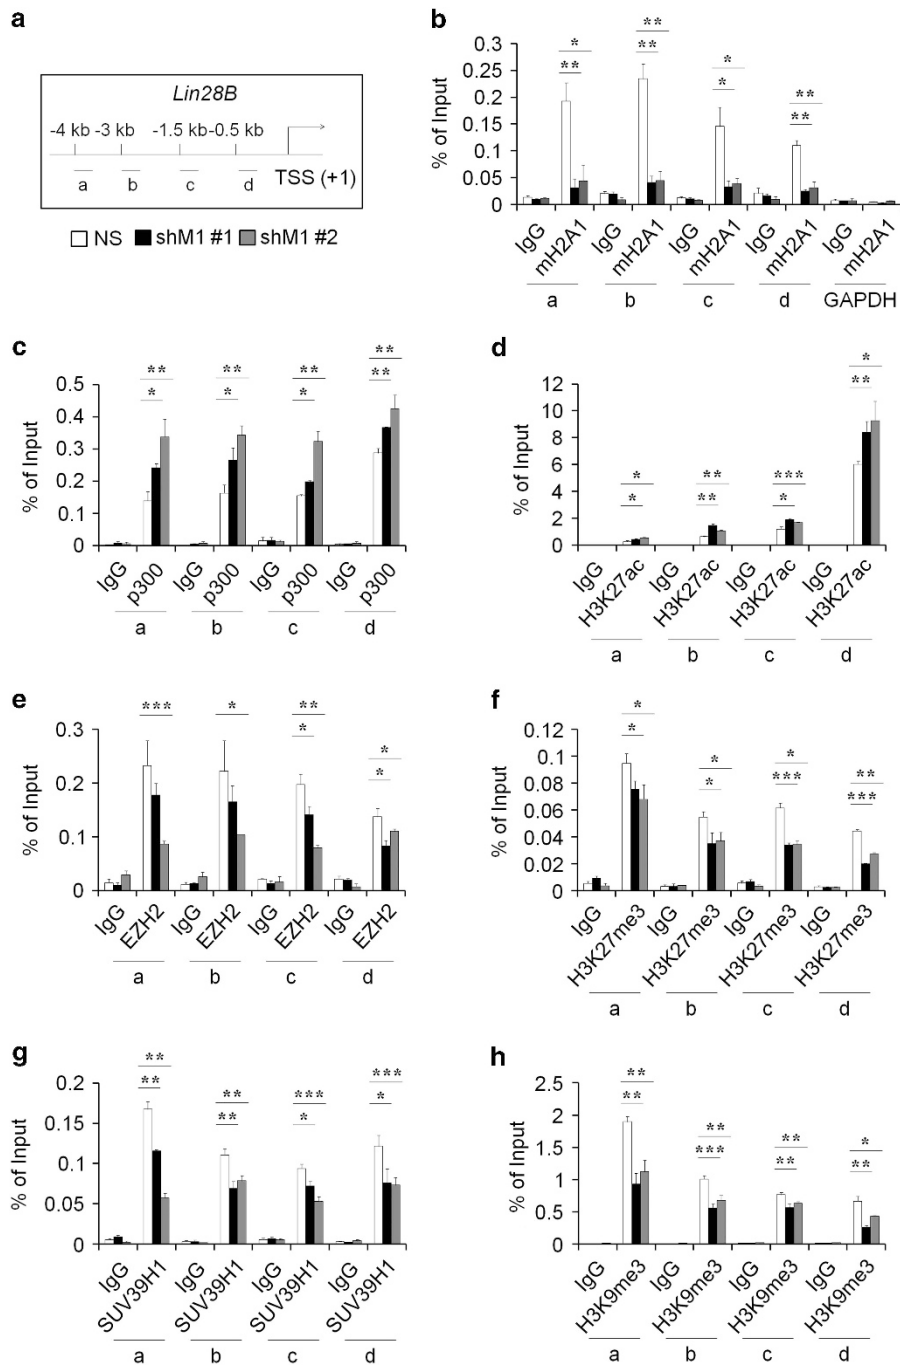 a
Lin28B
-4 kb -3 kb -1.5 kb -0.5 kb
a b c d TSS (+1)
NS shM1 #1 shM1 #2
b
% of Input
0.3
0.25
0.2
0.15
0.1
0.05
0
* ** ** ** * * ** **
IgG mH2A1 IgG mH2A1 IgG mH2A1 IgG mH2A1 IgG mH2A1
a b c d GAPDH
c
% of Input
0.5
0.4
0.3
0.2
0.1
0
** * ** * ** * ** **
IgG p300 IgG p300 IgG p300 IgG p300
a b c d
d
% of Input
12
10
8
6
4
2
0
* * ** ** *** * * **
IgG H3K27ac IgG H3K27ac IgG H3K27ac IgG H3K27ac
a b c d
e
% of Input
0.3
0.2
0.1
0
*** * ** * * *
IgG EZH2 IgG EZH2 IgG EZH2 IgG EZH2
a b c d
f
% of Input
0.12
0.1
0.08
0.06
0.04
0.02
0
* * * * * *** ** ***
IgG H3K27me3 IgG H3K27me3 IgG H3K27me3 IgG H3K27me3
a b c d
g
% of Input
0.2
0.15
0.1
0.05
0
** ** ** ** *** * *** *
IgG SUV39H1 IgG SUV39H1 IgG SUV39H1 IgG SUV39H1
a b c d
h
% of Input
2.5
2
1.5
1
0.5
0
** ** ** *** ** ** * **
IgG H3K9me3 IgG H3K9me3 IgG H3K9me3 IgG H3K9me3
a b c d